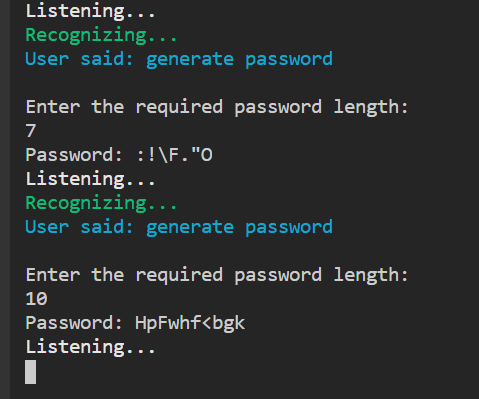 Listening...
Recognizing...
User said: generate password
Enter the required password length:
7
Password: :!\F."O
Listening...
Recognizing...
User said: generate password
Enter the required password length:
10
Password: HpFwhf<bgk
Listening...